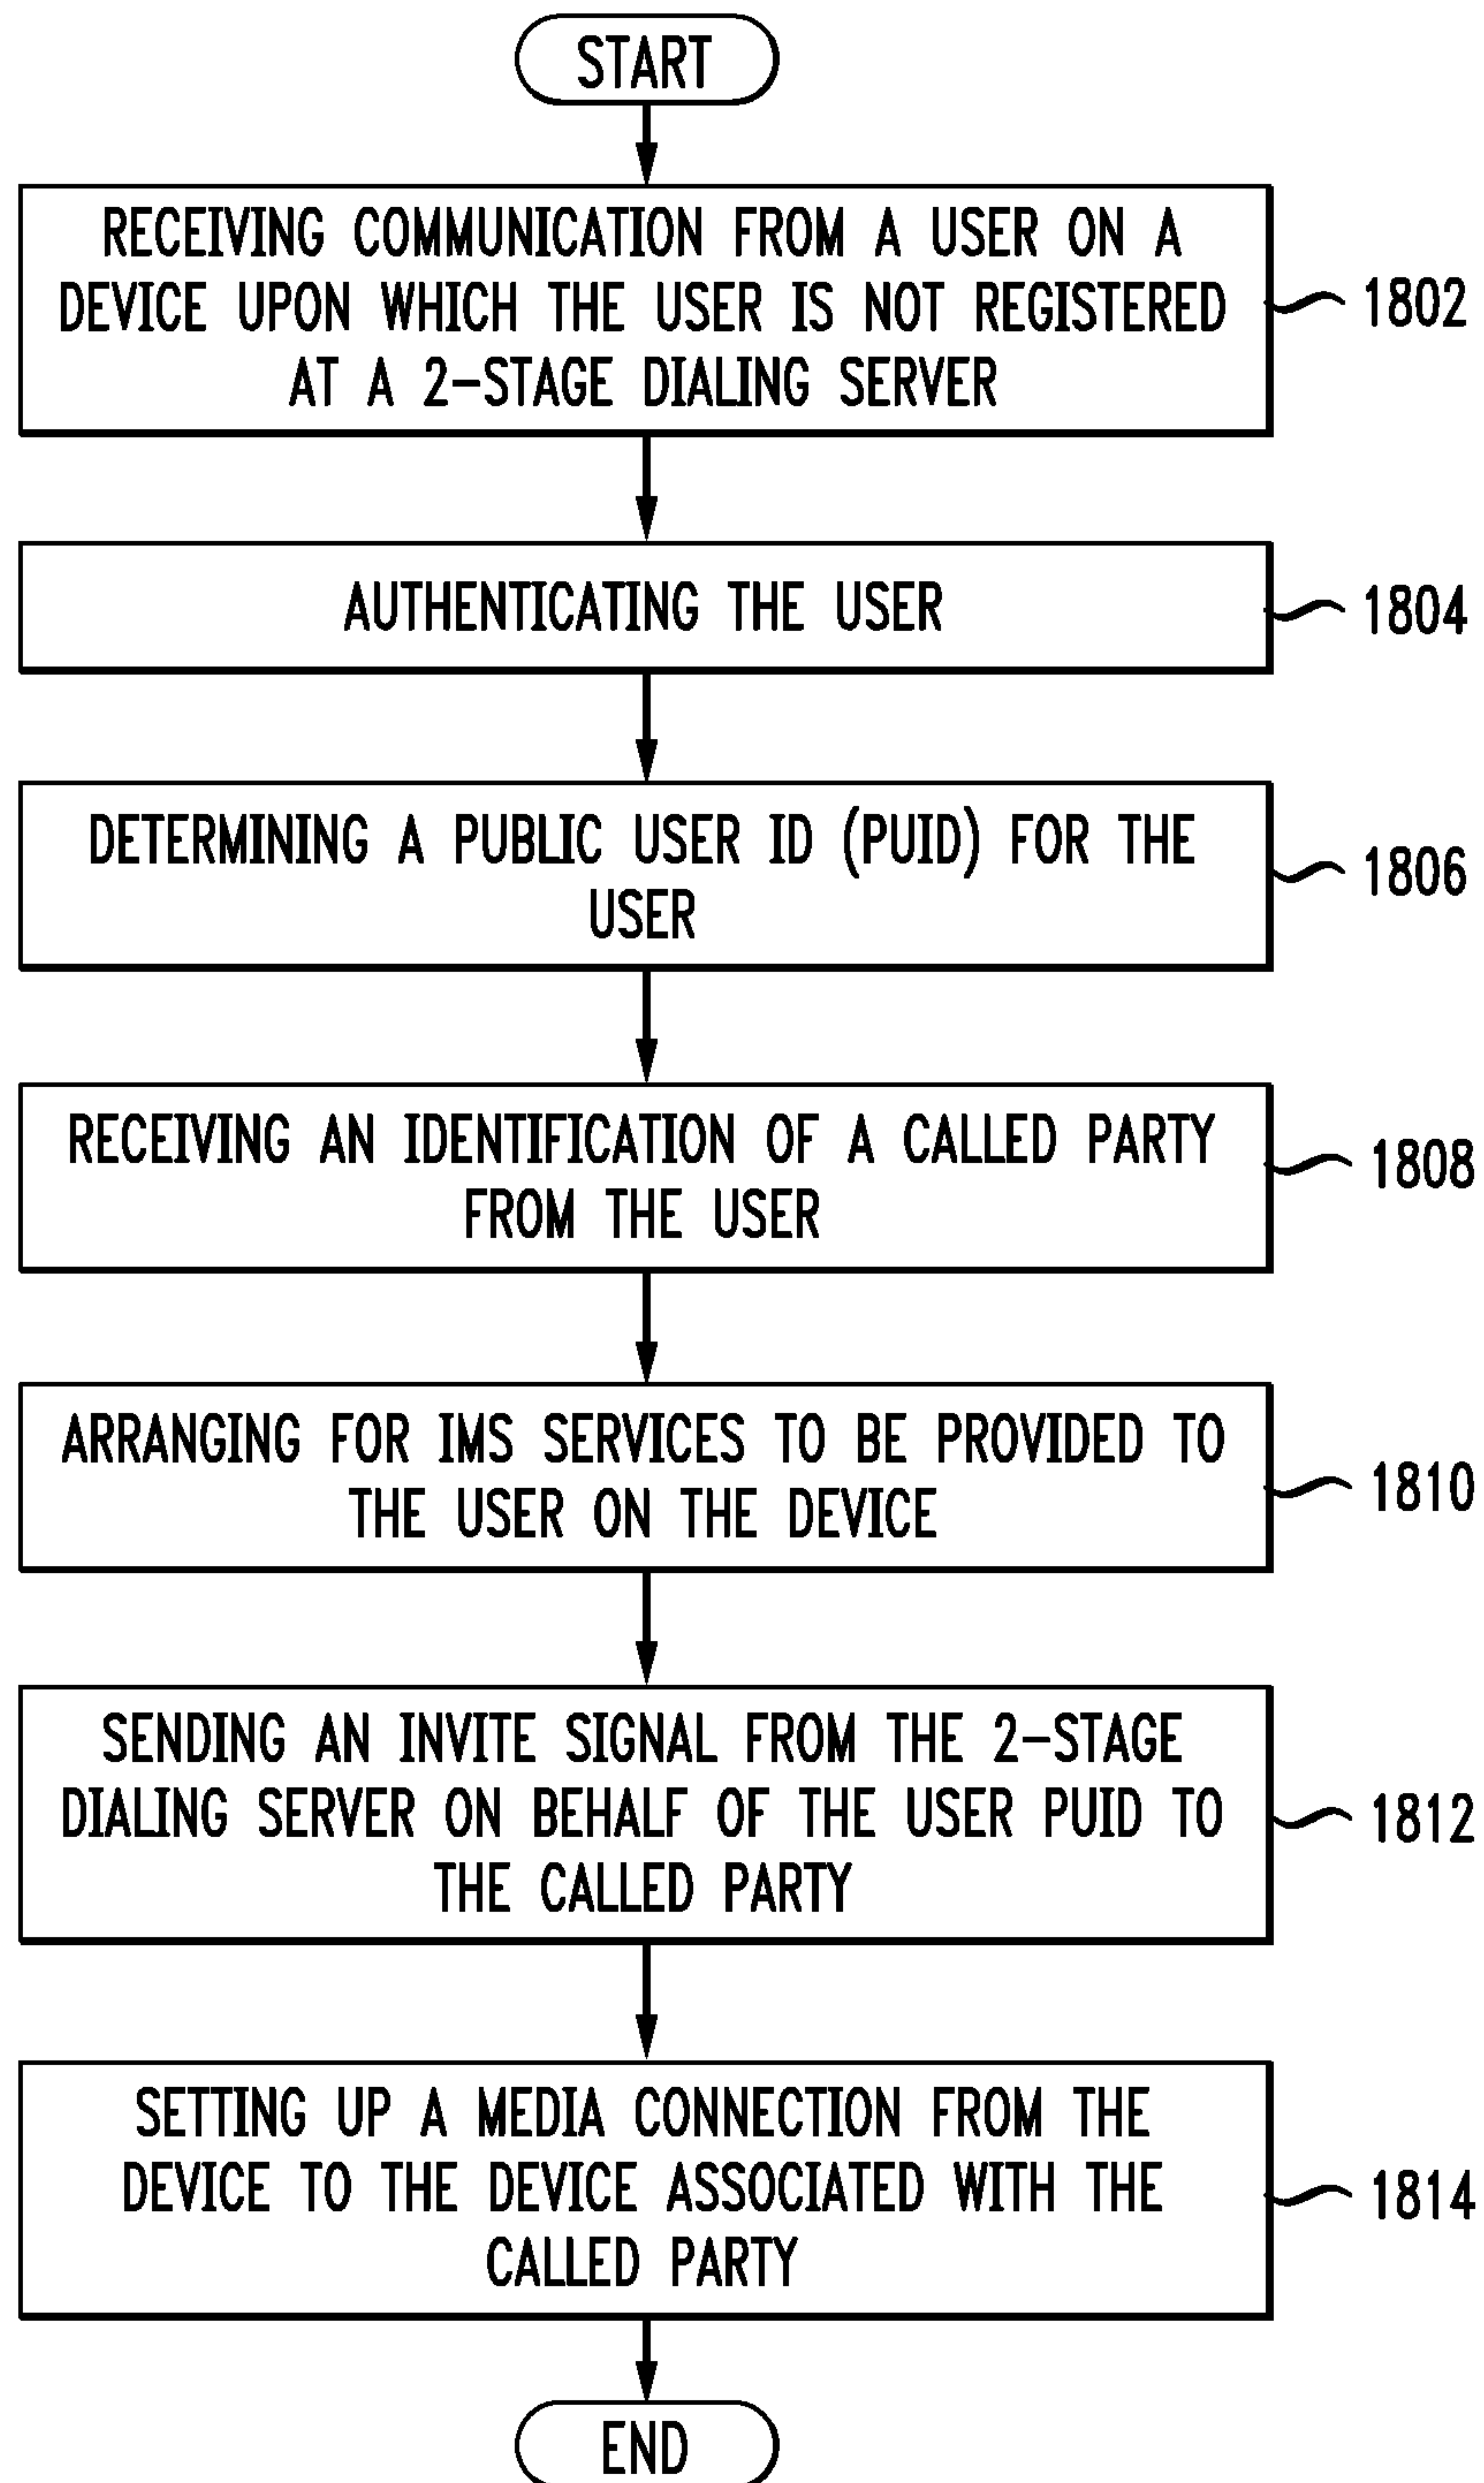 START
RECEIVING COMMUNICATION FROM A USER ON A
DEVICE UPON WHICH THE USER IS NOT REGISTERED
AT A 2-STAGE DIALING SERVER
1802
AUTHENTICATING THE USER
1804
DETERMINING A PUBLIC USER ID (PUID) FOR THE
USER
1806
RECEIVING AN IDENTIFICATION OF A CALLED PARTY
FROM THE USER
1808
ARRANGING FOR IMS SERVICES TO BE PROVIDED TO
THE USER ON THE DEVICE
1810
SENDING AN INVITE SIGNAL FROM THE 2-STAGE
DIALING SERVER ON BEHALF OF THE USER PUID TO
THE CALLED PARTY
1812
SETTING UP A MEDIA CONNECTION FROM THE
DEVICE TO THE DEVICE ASSOCIATED WITH THE
CALLED PARTY
1814
END